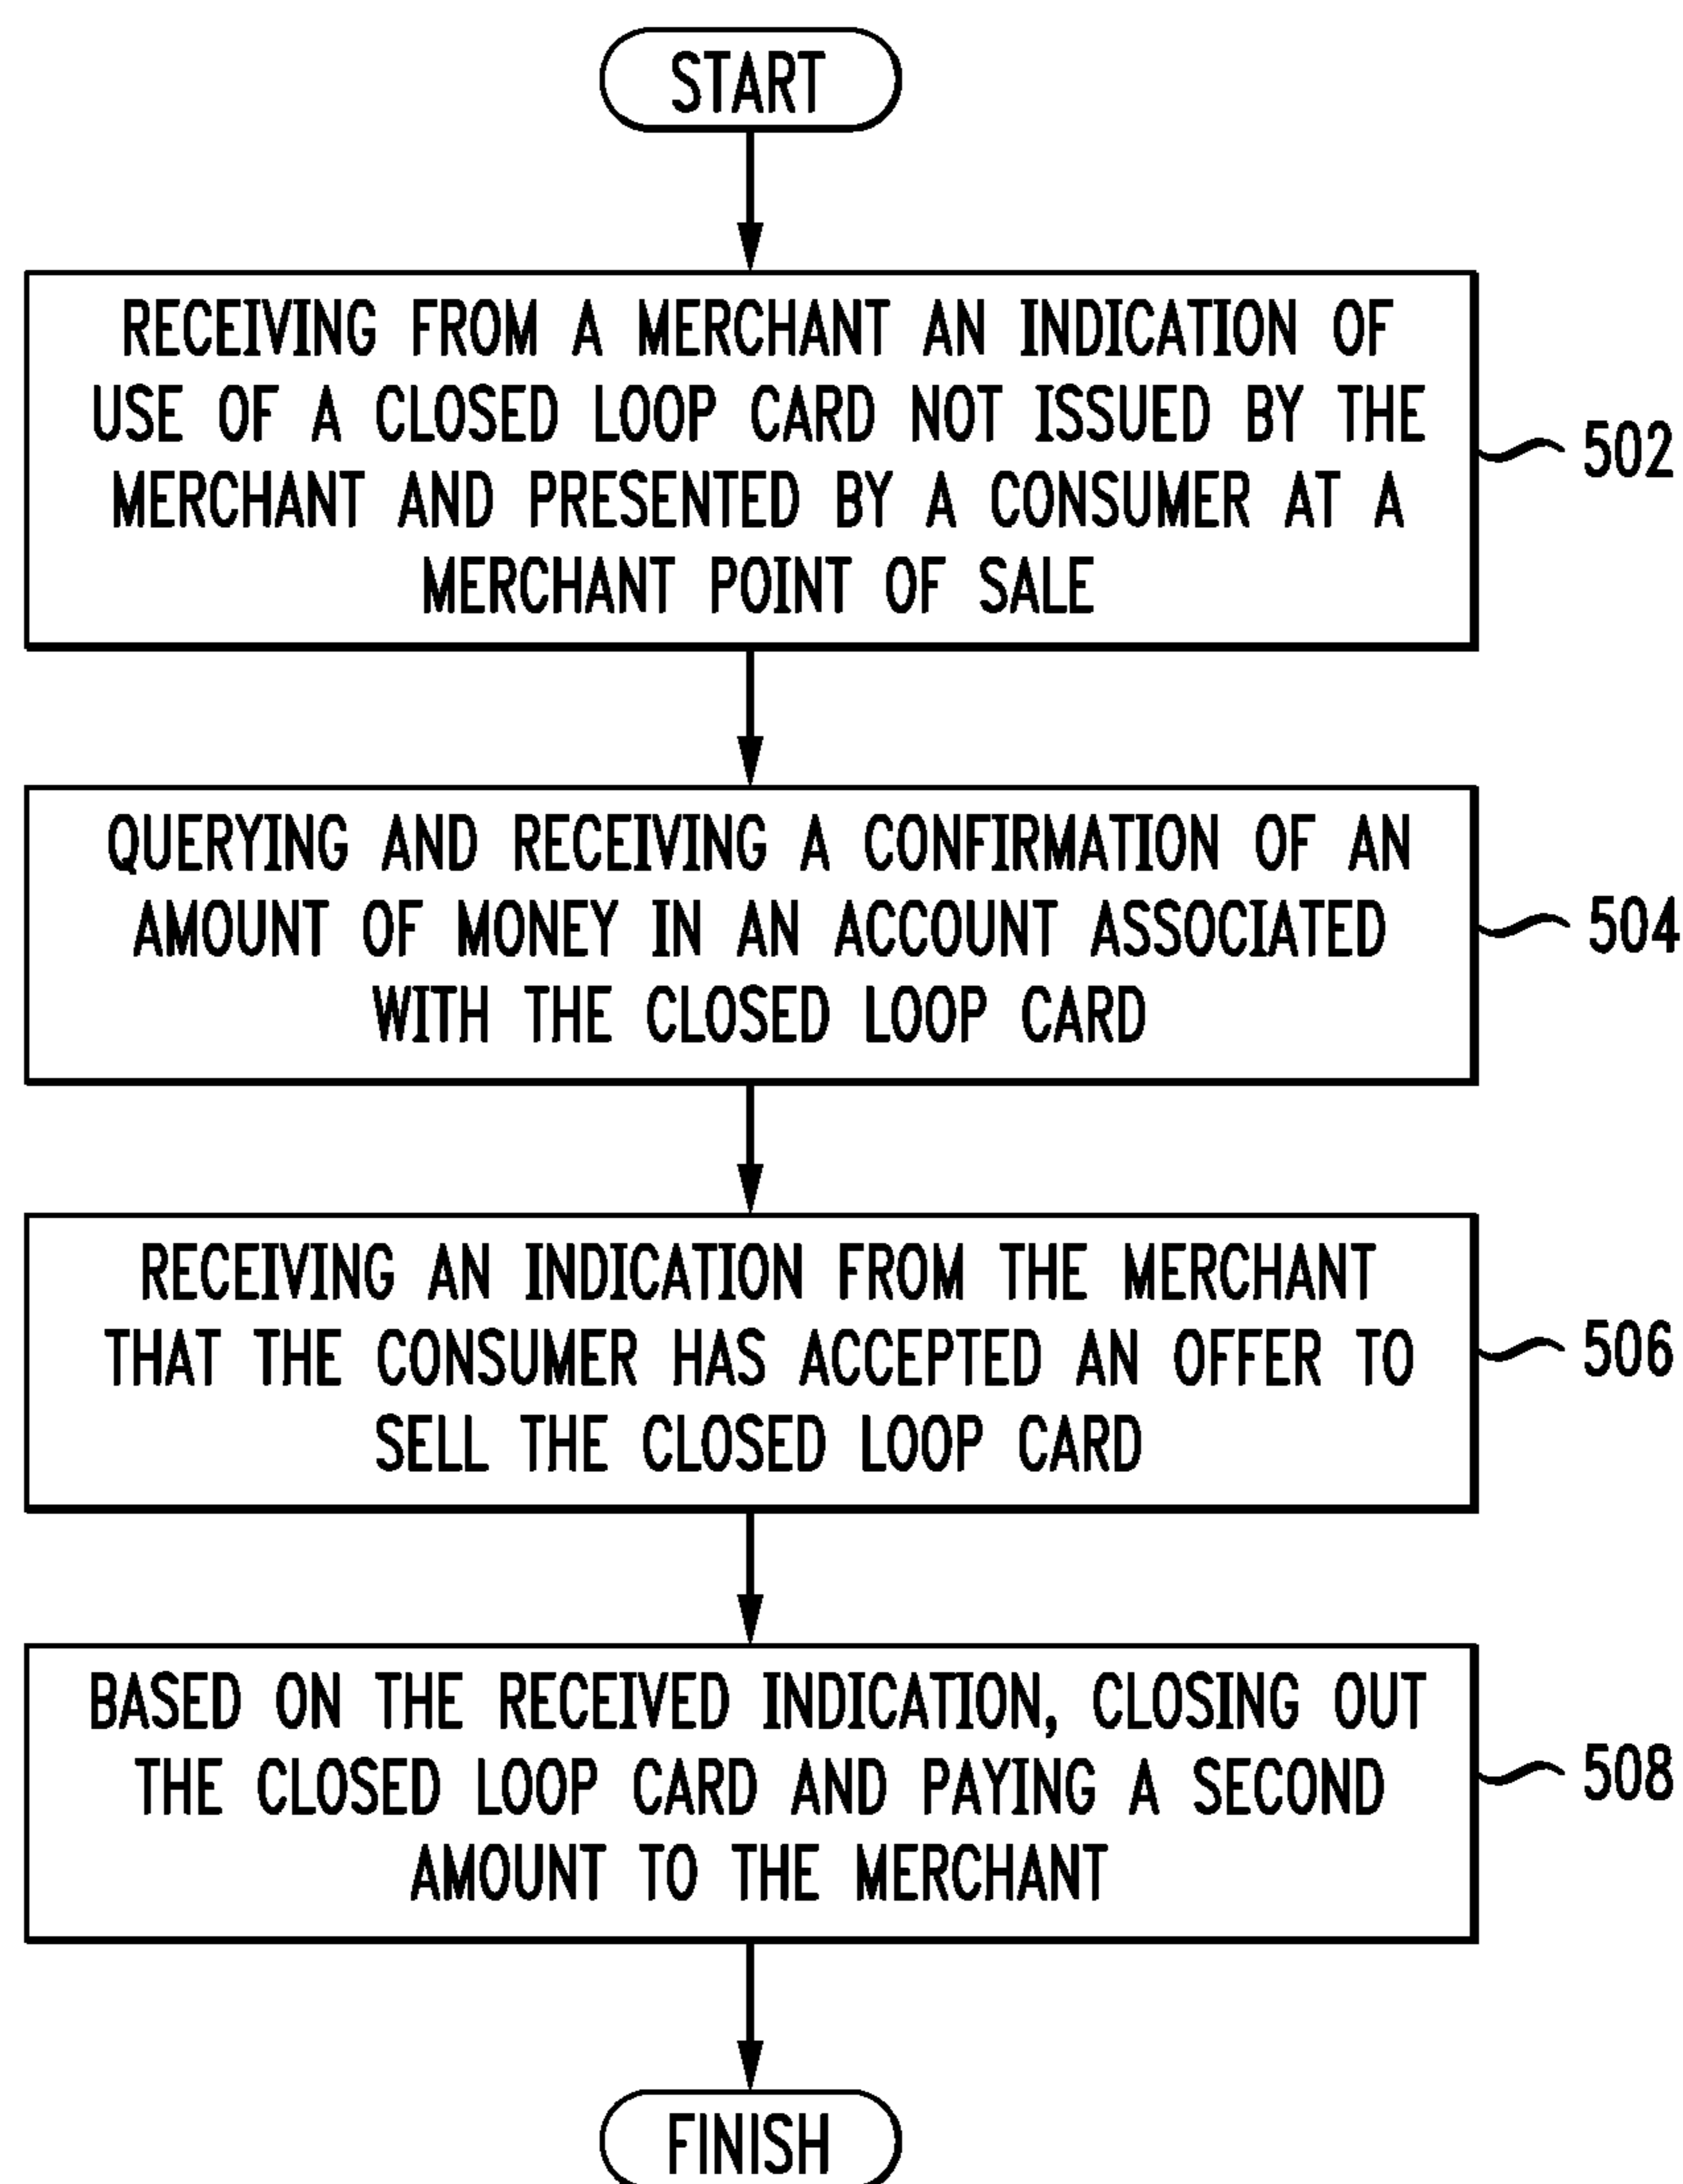 START
RECEIVING FROM A MERCHANT AN INDICATION OF
USE OF A CLOSED LOOP CARD NOT ISSUED BY THE
MERCHANT AND PRESENTED BY A CONSUMER AT A
MERCHANT POINT OF SALE
502
QUERYING AND RECEIVING A CONFIRMATION OF AN
AMOUNT OF MONEY IN AN ACCOUNT ASSOCIATED
WITH THE CLOSED LOOP CARD
504
RECEIVING AN INDICATION FROM THE MERCHANT
THAT THE CONSUMER HAS ACCEPTED AN OFFER TO
SELL THE CLOSED LOOP CARD
506
BASED ON THE RECEIVED INDICATION, CLOSING OUT
THE CLOSED LOOP CARD AND PAYING A SECOND
AMOUNT TO THE MERCHANT
508
FINISH